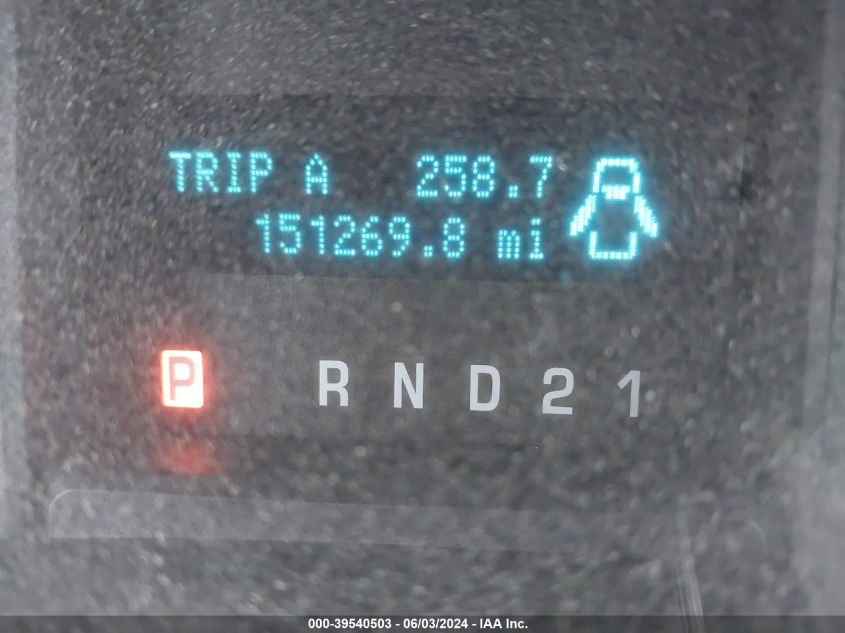 TRIP A 258.7
151269.8 mi
P R N D 2 1
000-39540503 - 06/03/2024 - IAA Inc.